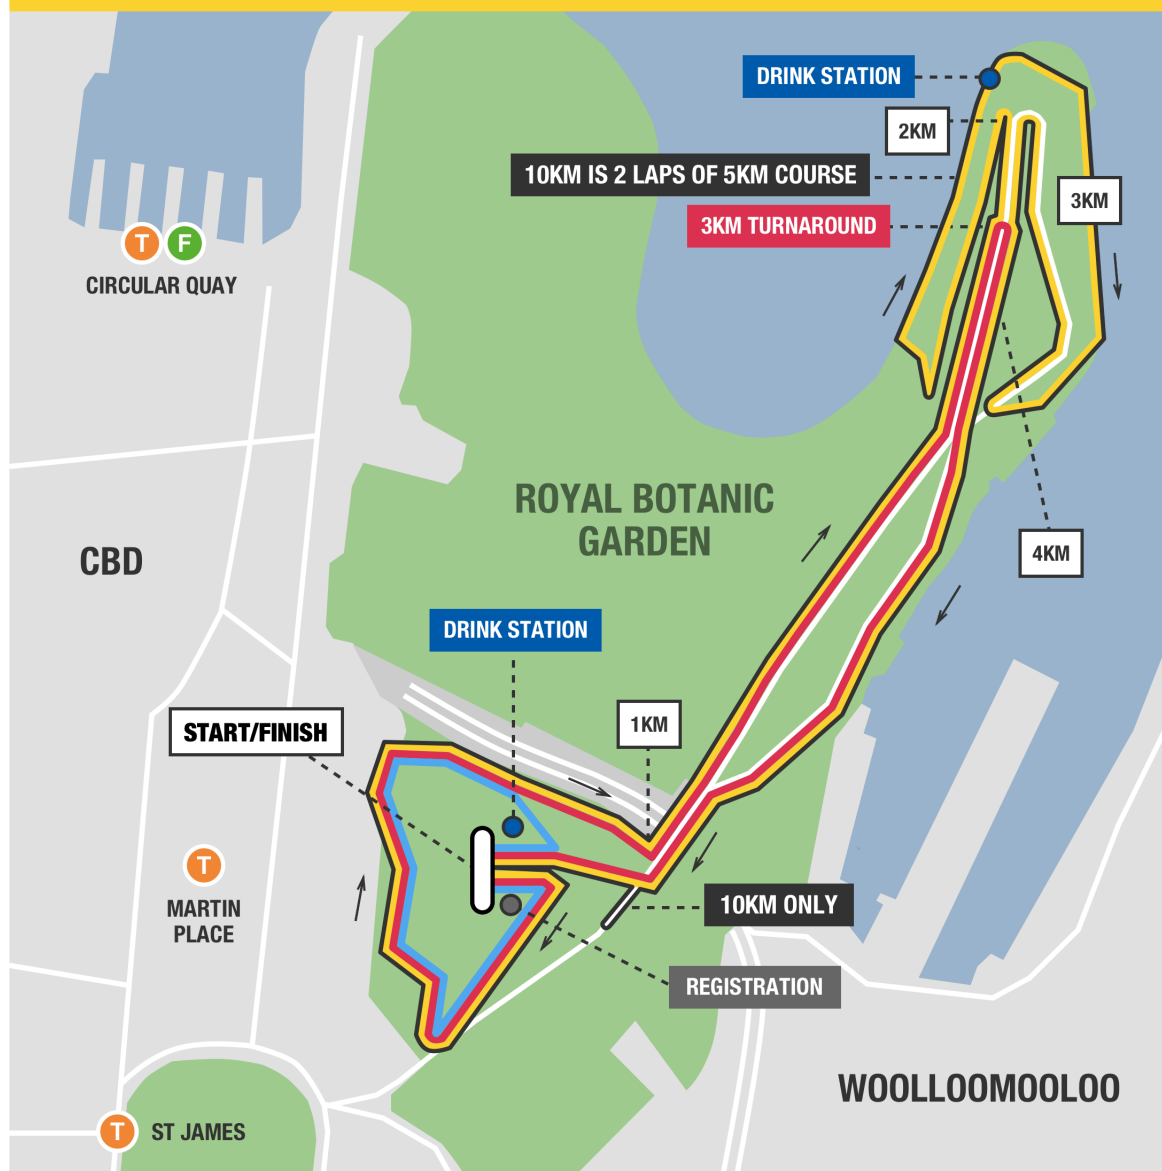 DRINK STATION
2KM
10KM IS 2 LAPS OF 5KM COURSE
3KM
3KM TURNAROUND
T F
CIRCULAR QUAY
ROYAL BOTANIC
GARDEN
CBD
4KM
DRINK STATION
START/FINISH
1KM
T
MARTIN
PLACE
10KM ONLY
REGISTRATION
WOOLLOOMOOLOO
T ST JAMES